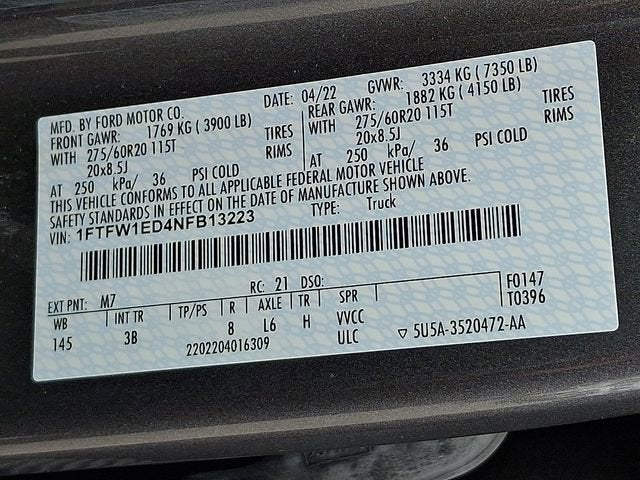 MFD. BY FORD MOTOR CO.
DATE: 04/22
GVWR: 3334 KG ( 7350 LB)
FRONT GAWR: 1769 KG ( 3900 LB)
REAR GAWR: 1882 KG ( 4150 LB)
WITH 275/60R20 115T TIRES
WITH 275/60R20 115T TIRES
20x8.5J RIMS
20x8.5J RIMS
AT 250 kPa/ 36 PSI COLD
AT 250 kPa/ 36 PSI COLD
THIS VEHICLE CONFORMS TO ALL APPLICABLE FEDERAL MOTOR VEHICLE
SAFETY STANDARDS IN EFFECT ON THE DATE OF MANUFACTURE SHOWN ABOVE.
VIN: 1FTFW1ED4NFB13223
TYPE: Truck
EXT PNT: M7 RC: 21 DSO: F0147
T0396
WB INT TR TP/PS R AXLE TR SPR
145 3B 8 L6 H VVCC
2202204016309 ULC ▽ 5U5A-3520472-AA